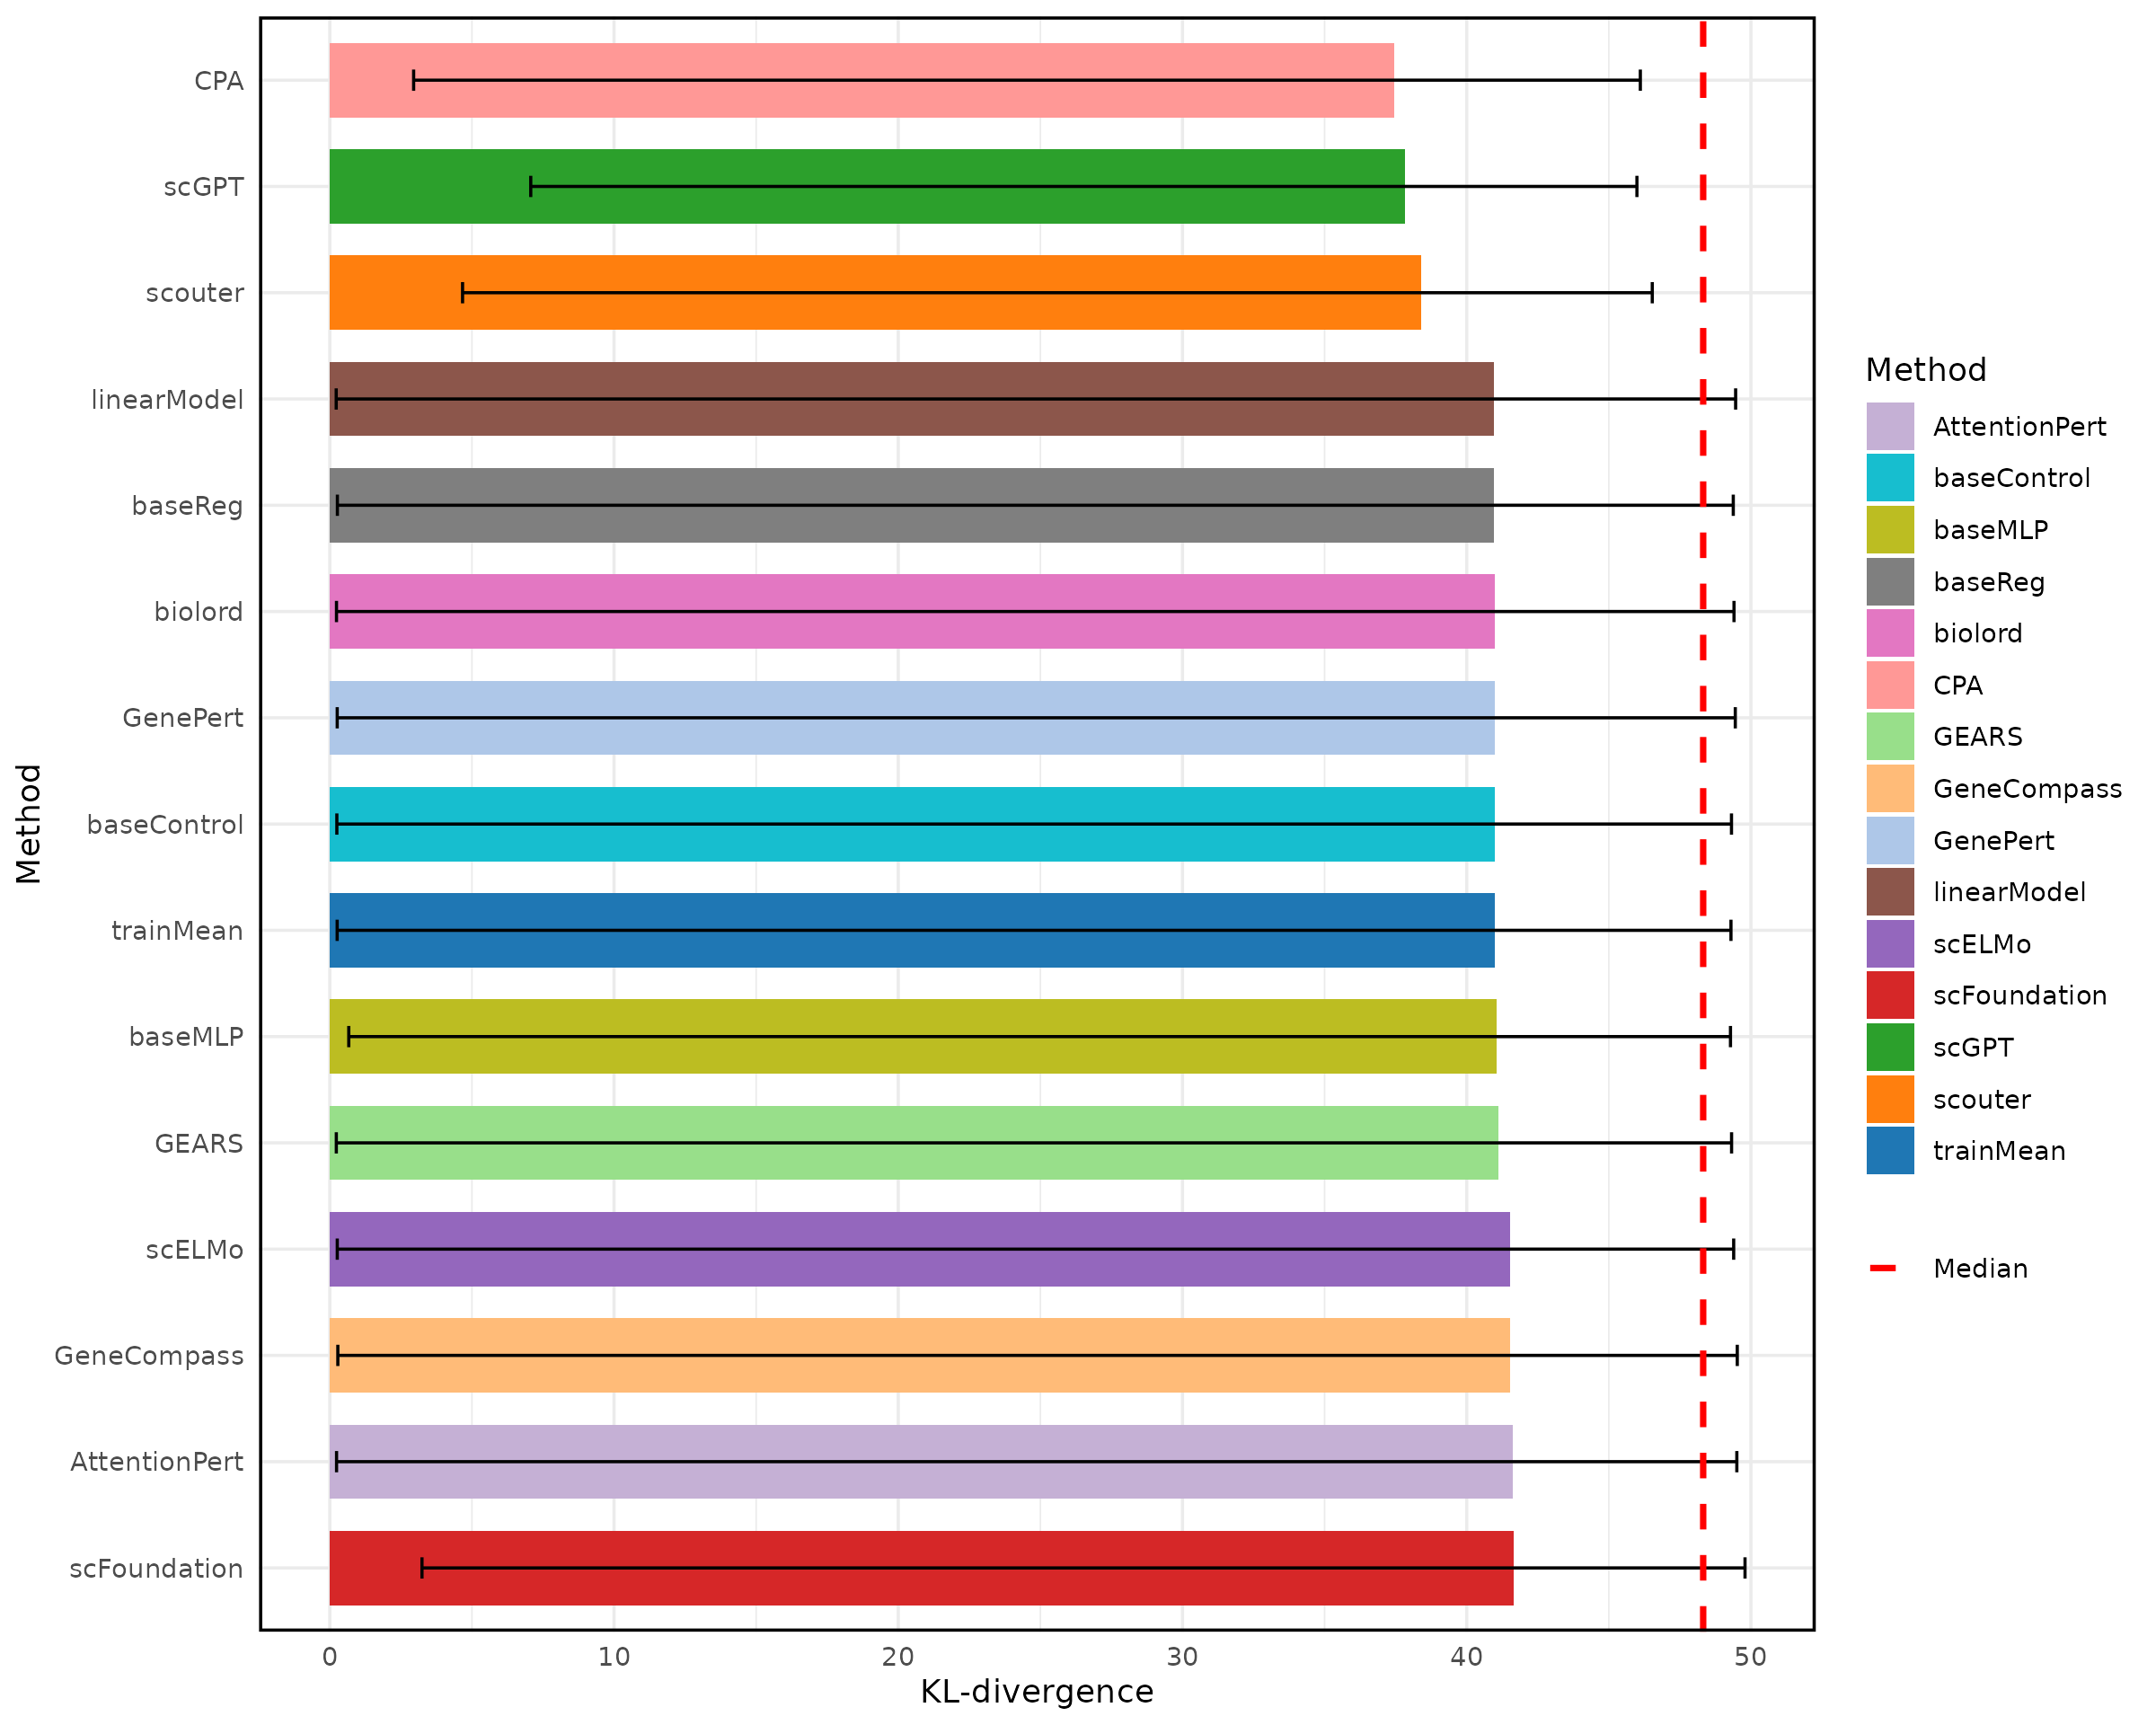 CPA
scGPT
scouter
linearModel
baseReg
biolord
GenePert
baseControl
trainMean
baseMLP
GEARS
scELMo
GeneCompass
AttentionPert
scFoundation
Method
0 10 20 30 40 50
KL-divergence
Method
AttentionPert
baseControl
baseMLP
baseReg
biolord
CPA
GEARS
GeneCompass
GenePert
linearModel
scELMo
scFoundation
scGPT
scouter
trainMean
Median